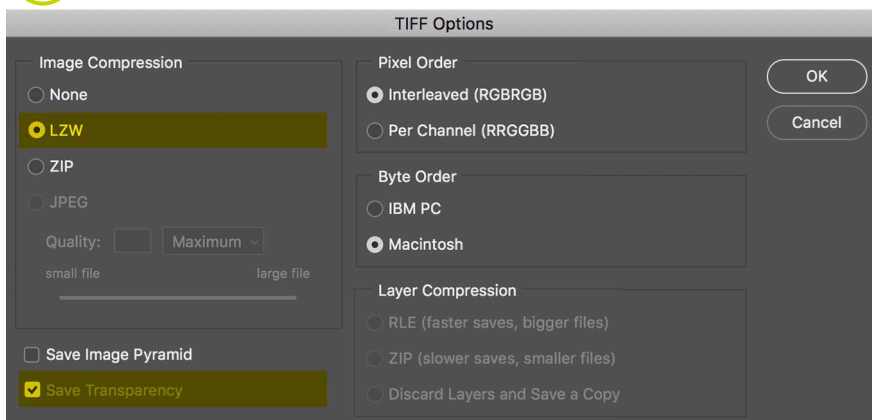 TIFF Options
Image Compression
None
LZW
ZIP
JPEG
Quality:
Maximum
small file
large file
Save Image Pyramid
Save Transparency
Pixel Order
Interleaved (RGBRGB)
Per Channel (RRGGBB)
Byte Order
IBM PC
Macintosh
Layer Compression
RLE (faster saves, bigger files)
ZIP (slower saves, smaller files)
Discard Layers and Save a Copy
OK
Cancel